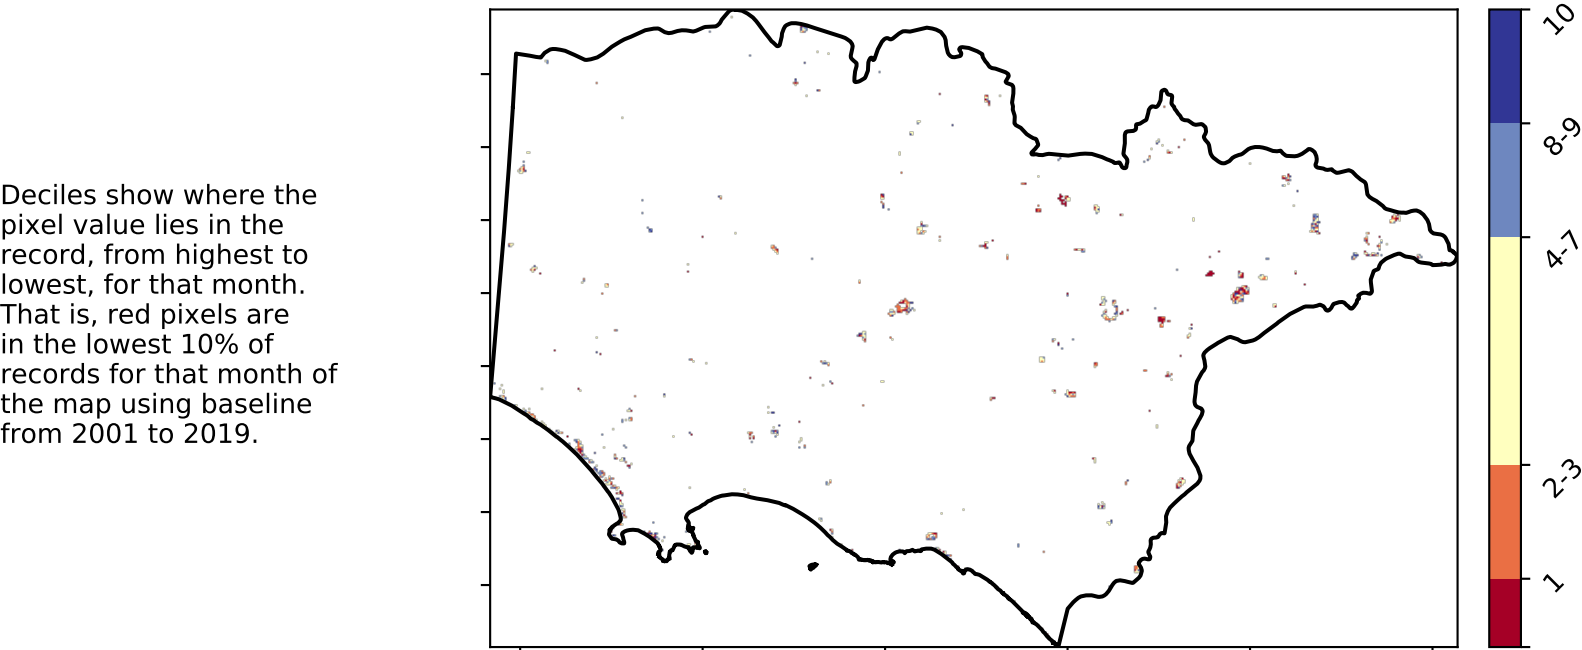 Deciles show where the
pixel value lies in the
record, from highest to
lowest, for that month.
That is, red pixels are
in the lowest 10% of
records for that month of
the map using baseline
from 2001 to 2019.
10
8-9
4-7
2-3
1